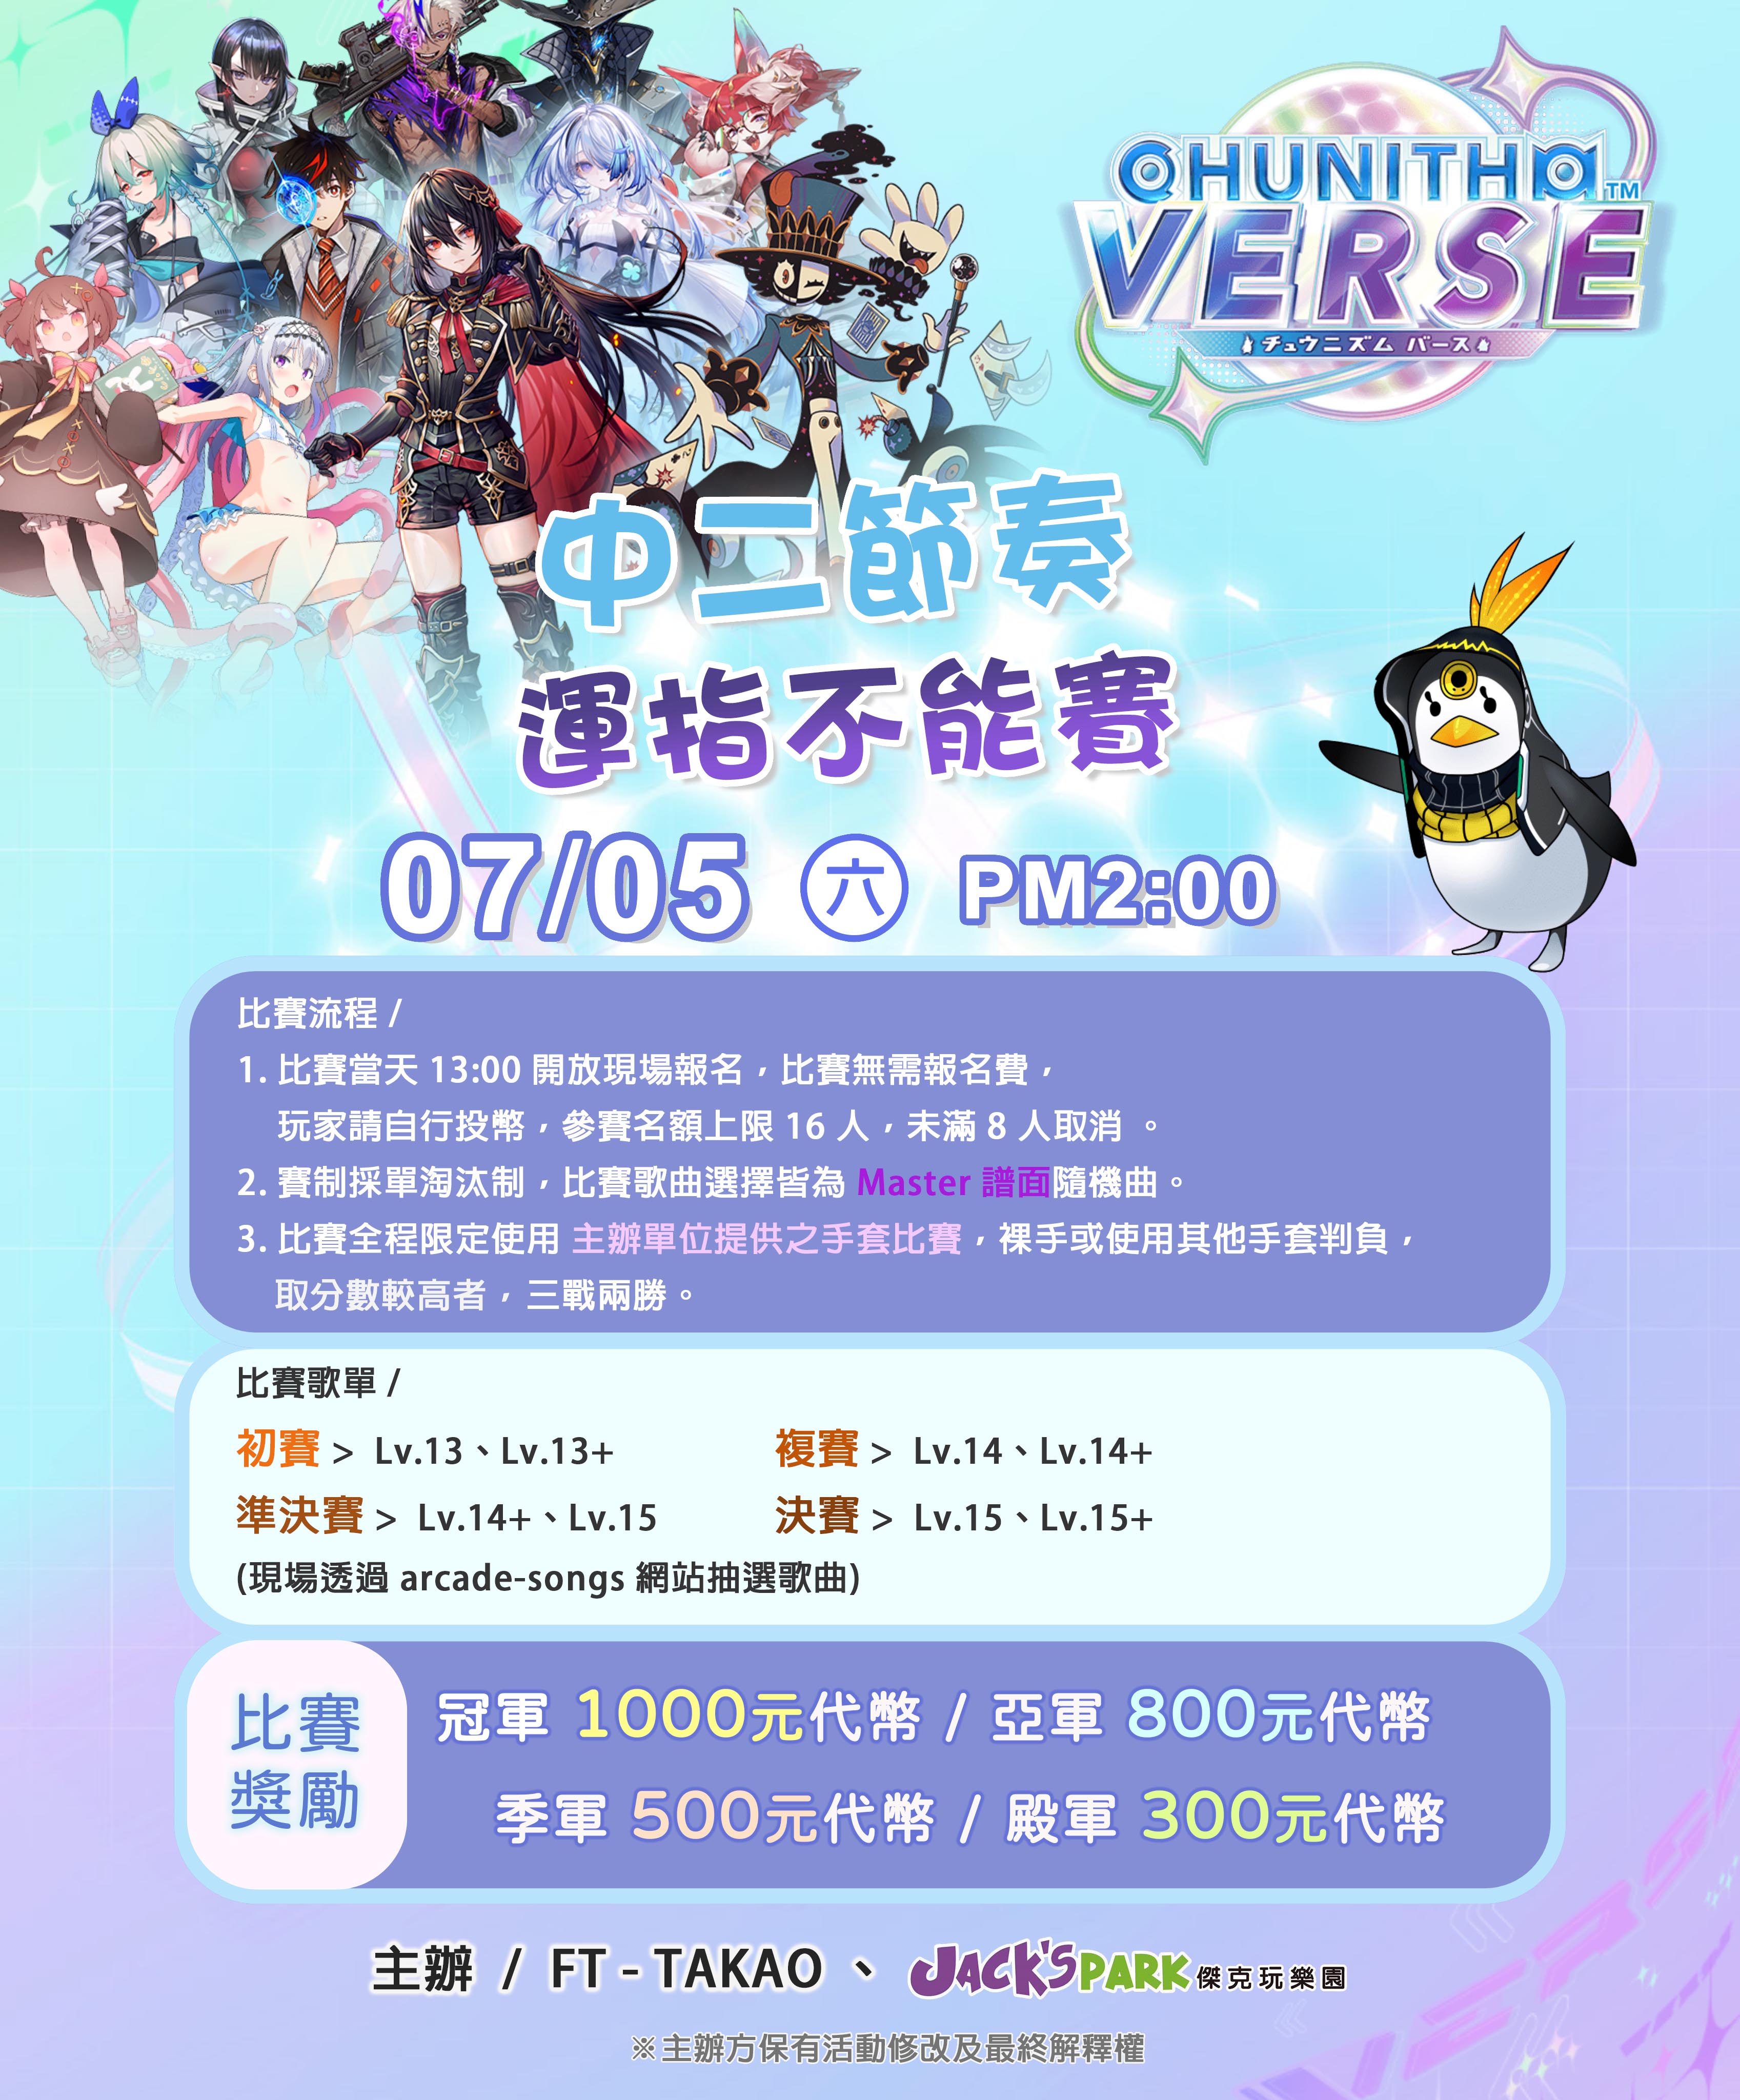 CHUNITHM™
VERSE
チュウニズム バース
中二節奏
運指不能賽
07/05 六 PM2:00
比賽流程 /
1. 比賽當天 13:00 開放現場報名，比賽無需報名費，
玩家請自行投幣，參賽名額上限 16 人，未滿 8 人取消 。
2. 賽制採單淘汰制，比賽歌曲選擇皆為 Master 譜面隨機曲。
3. 比賽全程限定使用 主辦單位提供之手套比賽，裸手或使用其他手套判負，
取分數較高者，三戰兩勝。
比賽歌單 /
初賽 > Lv.13、Lv.13+ 複賽 > Lv.14、Lv.14+
準決賽 > Lv.14+、Lv.15 決賽 > Lv.15、Lv.15+
(現場透過 arcade-songs 網站抽選歌曲)
比賽
獎勵
冠軍 1000元代幣 / 亞軍 800元代幣
季軍 500元代幣 / 殿軍 300元代幣
主辦 / FT - TAKAO 、 JACK'S PARK 傑克玩樂園
※主辦方保有活動修改及最終解釋權